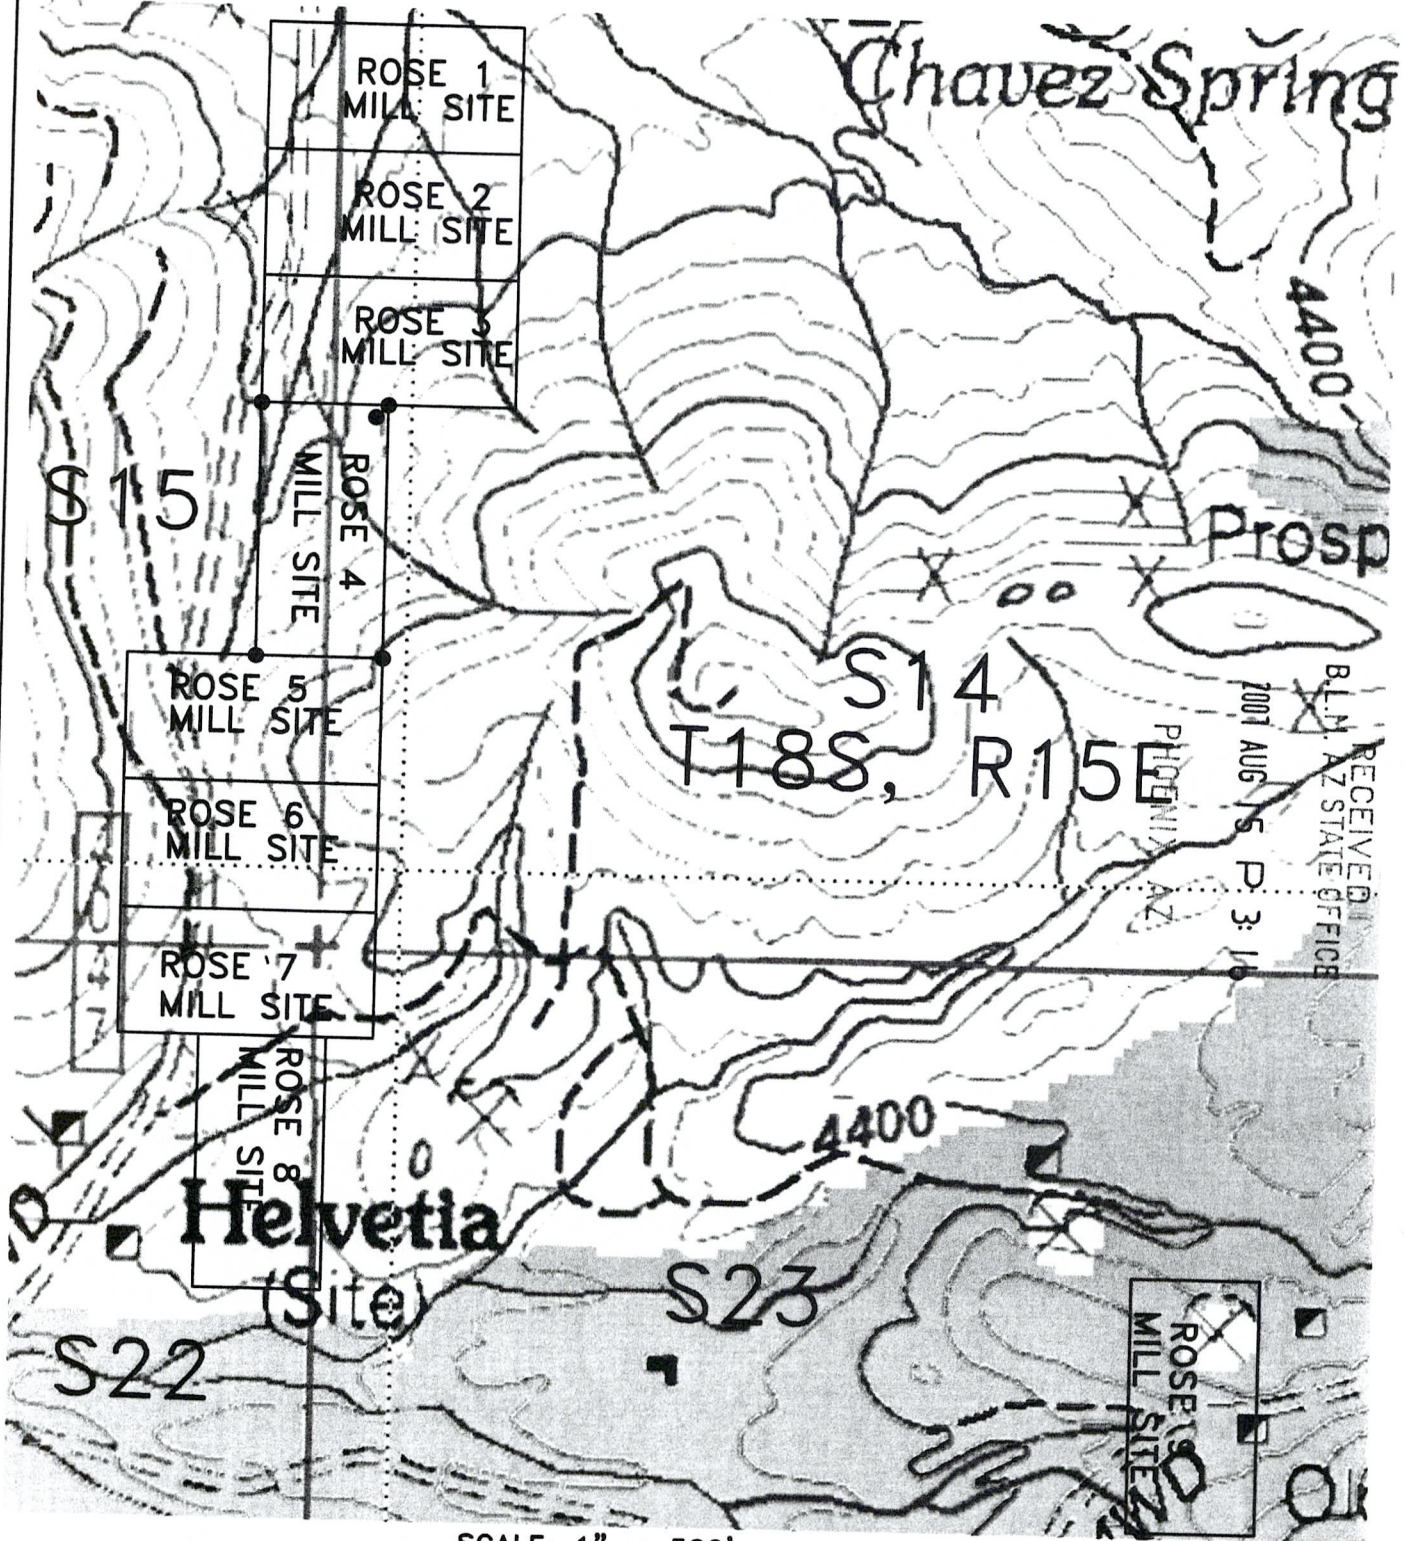 Chavez Spring
ROSE 1
MILL SITE
ROSE 2
MILL SITE
ROSE 3
MILL SITE
4400
S15
ROSE 4
MILL SITE
Prosp
S14
T18S, R15E
RECEIVED
B.L.M. AZ STATE OFFICE
2007 AUG 15 P 3:
PHOENIX AZ
ROSE 5
MILL SITE
ROSE 6
MILL SITE
ROSE 7
MILL SITE
ROSE 8
MILL SITE
4400
Helvetia
(Site)
S23
S22
ROSE 9
MILL SITE